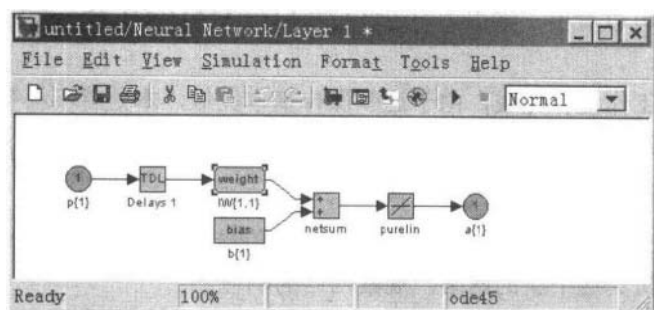 untitled/Neural Network/Layer 1 *
File Edit View Simulation Format Tools Help
Normal
1 TDL weight
p{1} Delays 1 IW{1,1}
bias
b{1}
+
+
netsum purelin 1
a{1}
Ready 100% ode45